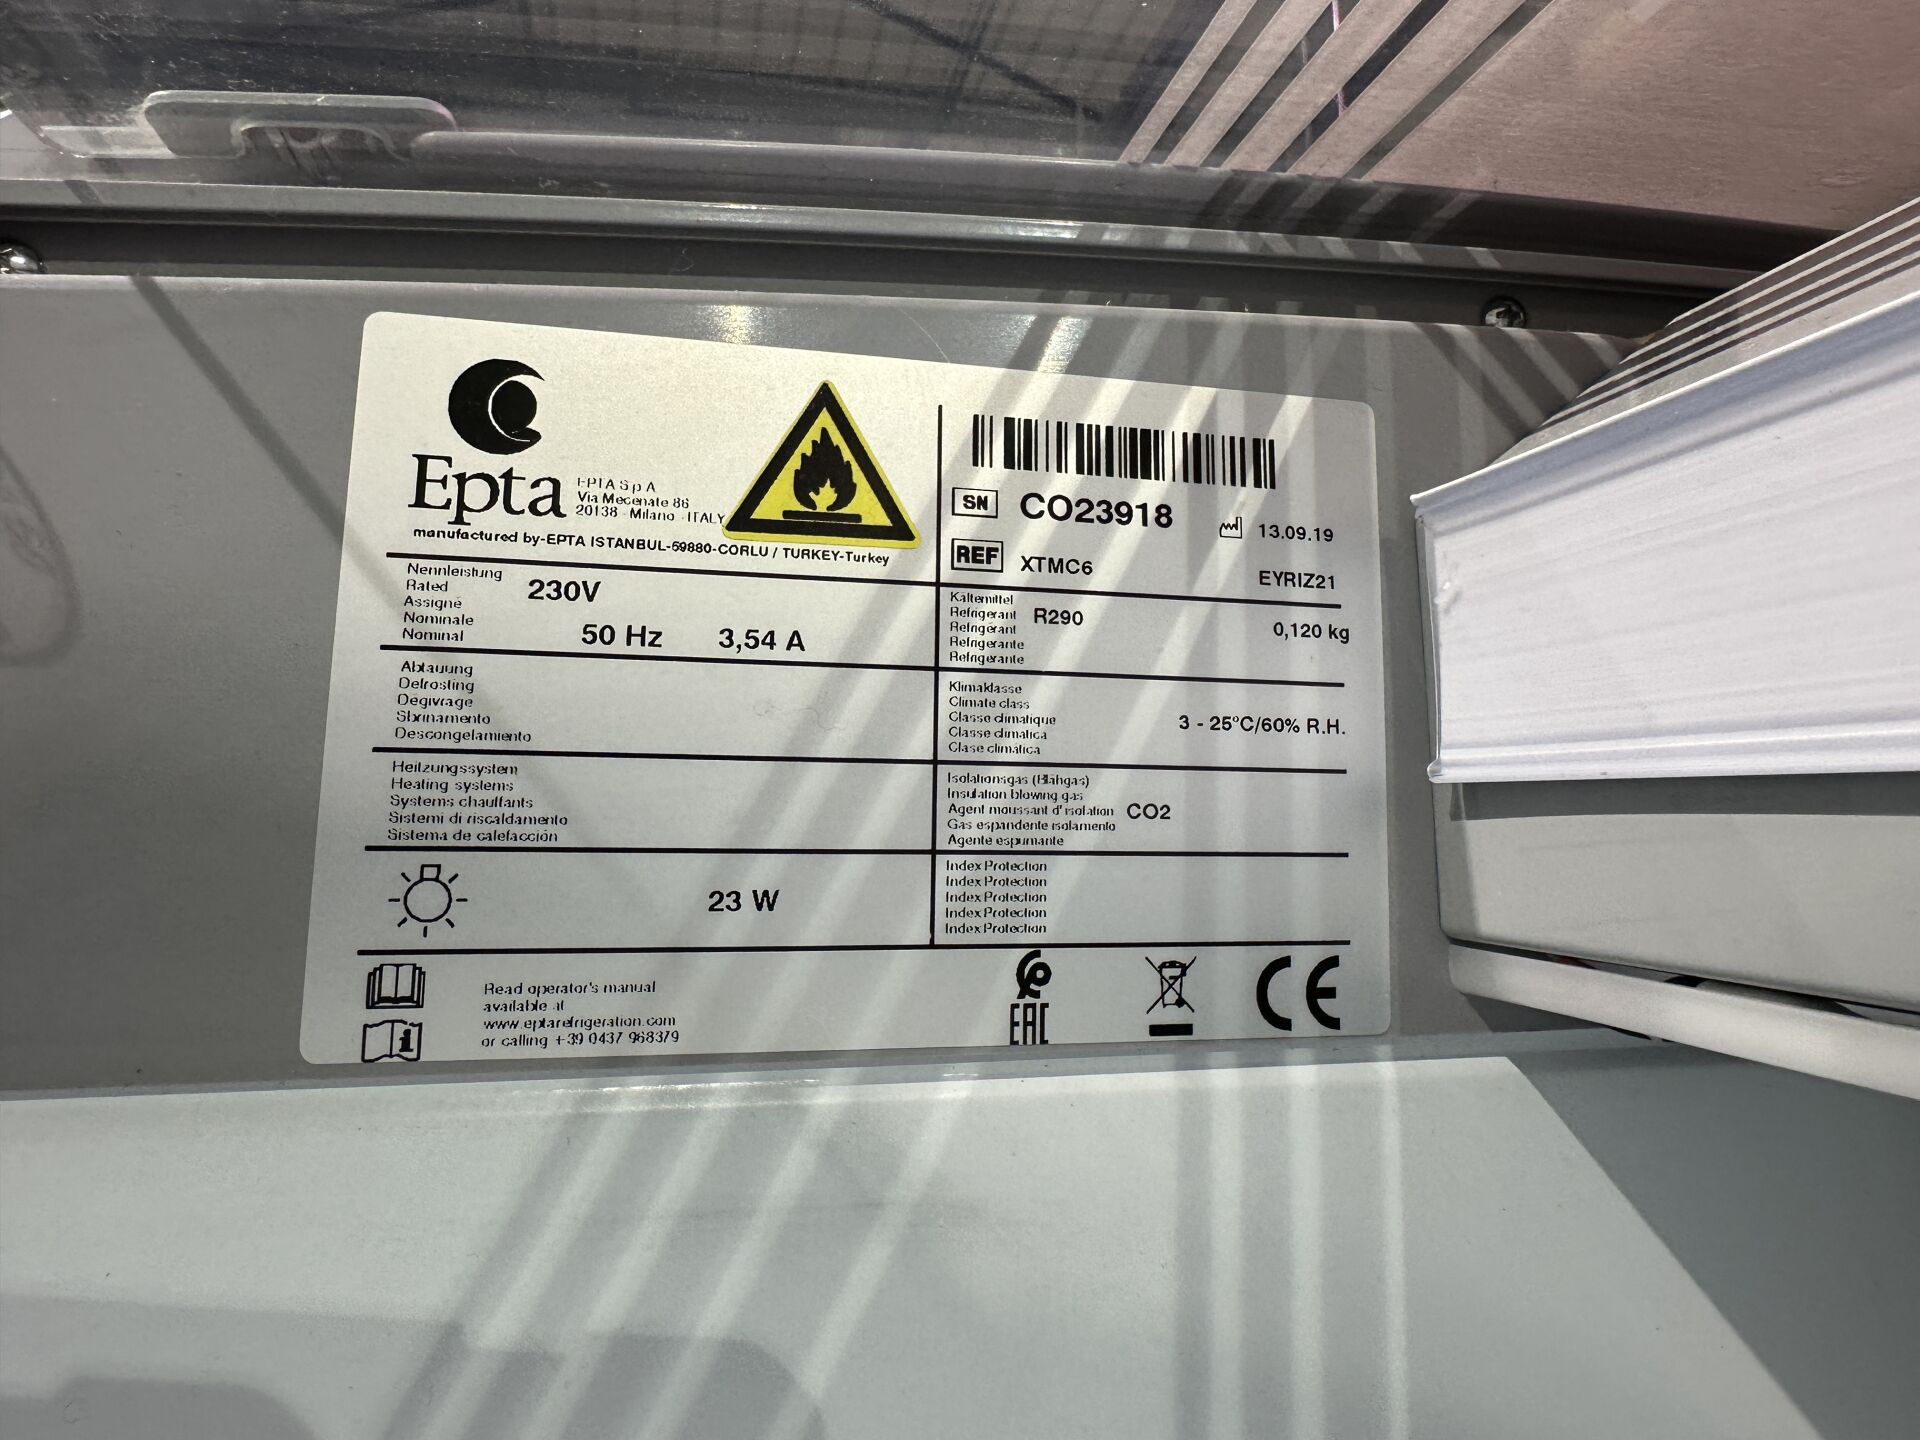 Epta
EPTA S p A
Via Mecenate 86
20138 - Milano - ITALY
manufactured by-EPTA ISTANBUL-59880-CORLU / TURKEY-Turkey
SN CO23918 13.09.19
REF XTMC6 EYRIZ21
Nennleistung
Rated
Assigné
Nominale
Nominal
230V
50 Hz 3,54 A
Kältemittel
Refrigerant
Refrigérant
Refrigerante
Refrigerante
R290
0,120 kg
Abtauung
Defrosting
Dégivrage
Sbrinamento
Descongelamiento
Klimaklasse
Climate class
Classe climatique
Classe climatica
Clase climática
3 - 25°C/60% R.H.
Heitzungssystem
Heating systems
Systems chauffants
Sistemi di riscaldamento
Sistema de calefacción
Isolationsgas (Blähgas)
Insulation blowing gas
Agent moussant d'isolation
Gas espandente isolamento
Agente espumante
CO2
23 W
Index Protection
Index Protection
Index Protection
Index Protection
Index Protection
Read operator's manual
available at
www.eptarefrigeration.com
or calling +39 0437 968379
EAC
CE